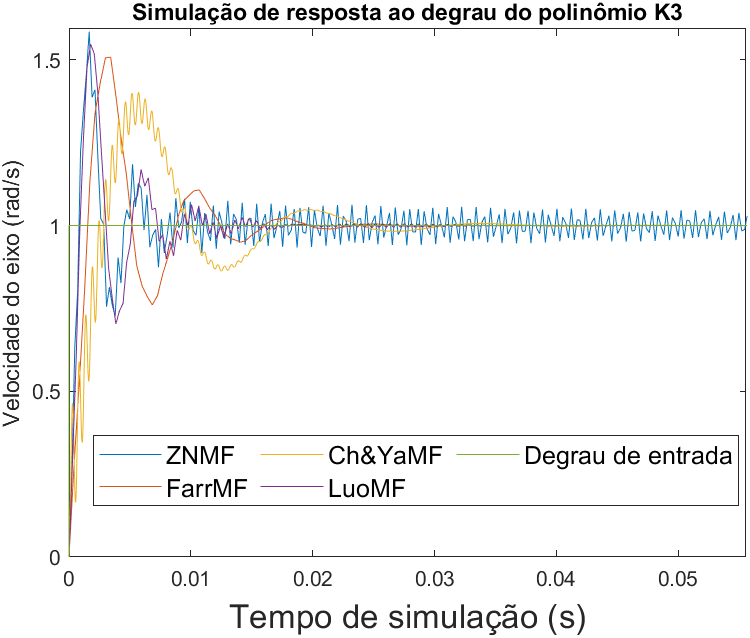 Simulação de resposta ao degrau do polinômio K3
1.5
1
0.5
0
Velocidade do eixo (rad/s)
ZNMF
Ch&YaMF
Degrau de entrada
FarrMF
LuoMF
0
0.01
0.02
0.03
0.04
0.05
Tempo de simulação (s)